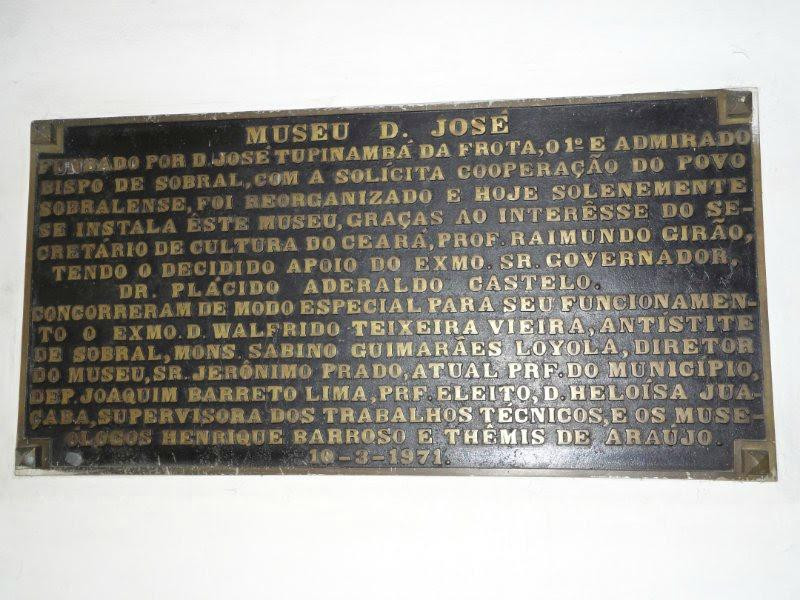 MUSEU D. JOSÉ
FUNDADO POR D. JOSÉ TUPINAMBÁ DA FROTA, O 1º E ADMIRADO
BISPO DE SOBRAL, COM A SOLÍCITA COOPERAÇÃO DO POVO
SOBRALENSE, FOI REORGANIZADO E HOJE SOLENEMENTE
SE INSTALA ÊSTE MUSEU, GRAÇAS AO INTERÊSSE DO SE-
CRETÁRIO DE CULTURA DO CEARÁ, PROF. RAIMUNDO GIRÃO,
TENDO O DECIDIDO APOIO DO EXMO. SR. GOVERNADOR,
DR. PLÁCIDO ADERALDO CASTELO.
CONCORRERAM DE MODO ESPECIAL PARA SEU FUNCIONAMEN-
TO O EXMO. D. WALFRIDO TEIXEIRA VIEIRA, ANTÍSTITE
DE SOBRAL, MONS. SABINO GUIMARÃES LOYOLA, DIRETOR
DO MUSEU, SR. JERÔNIMO PRADO, ATUAL PRF. DO MUNICÍPIO,
DEP. JOAQUIM BARRETO LIMA, PRF. ELEITO, D. HELOÍSA JUA-
ÇABA, SUPERVISORA DOS TRABALHOS TÉCNICOS, E OS MUSE-
ÓLOGOS HENRIQUE BARROSO E THÊMIS DE ARAÚJO.
10-3-1971.